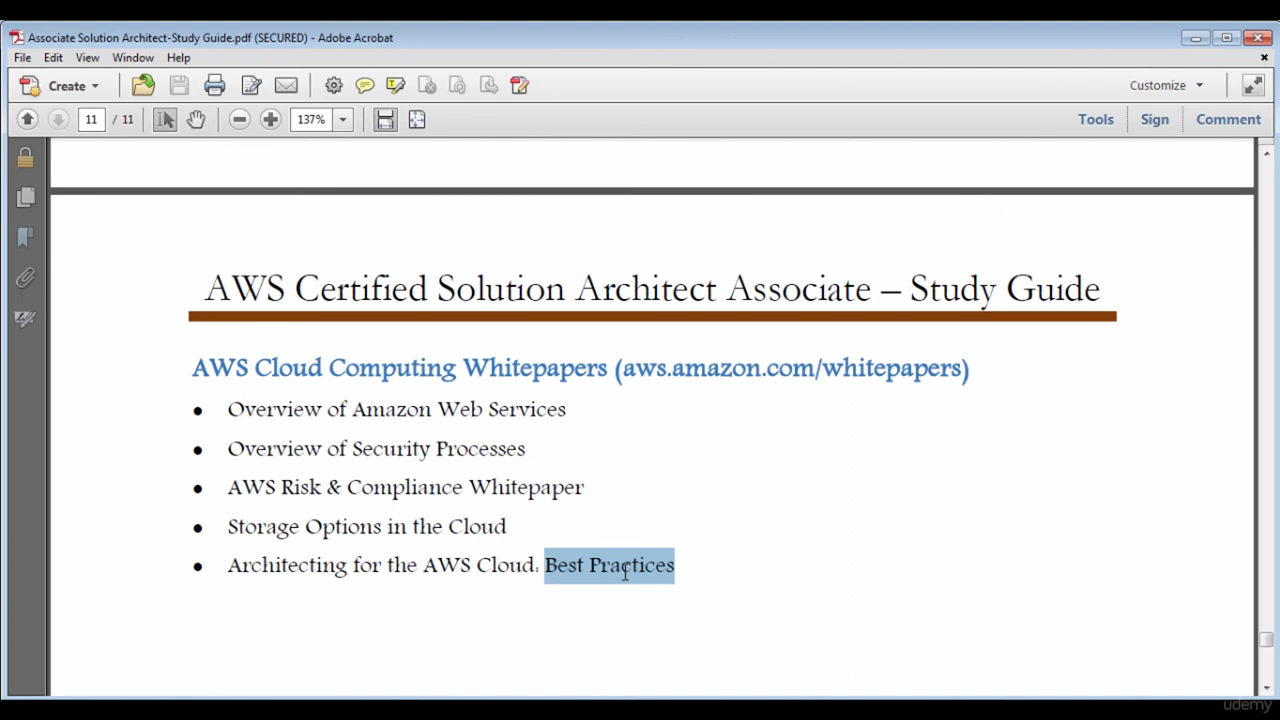 Associate Solution Architect-Study Guide.pdf (SECURED) - Adobe Acrobat
File Edit View Window Help
Create
Customize
11 / 11
137%
Tools Sign Comment
AWS Certified Solution Architect Associate – Study Guide
AWS Cloud Computing Whitepapers (aws.amazon.com/whitepapers)
• Overview of Amazon Web Services
• Overview of Security Processes
• AWS Risk & Compliance Whitepaper
• Storage Options in the Cloud
• Architecting for the AWS Cloud: Best Practices
udemy